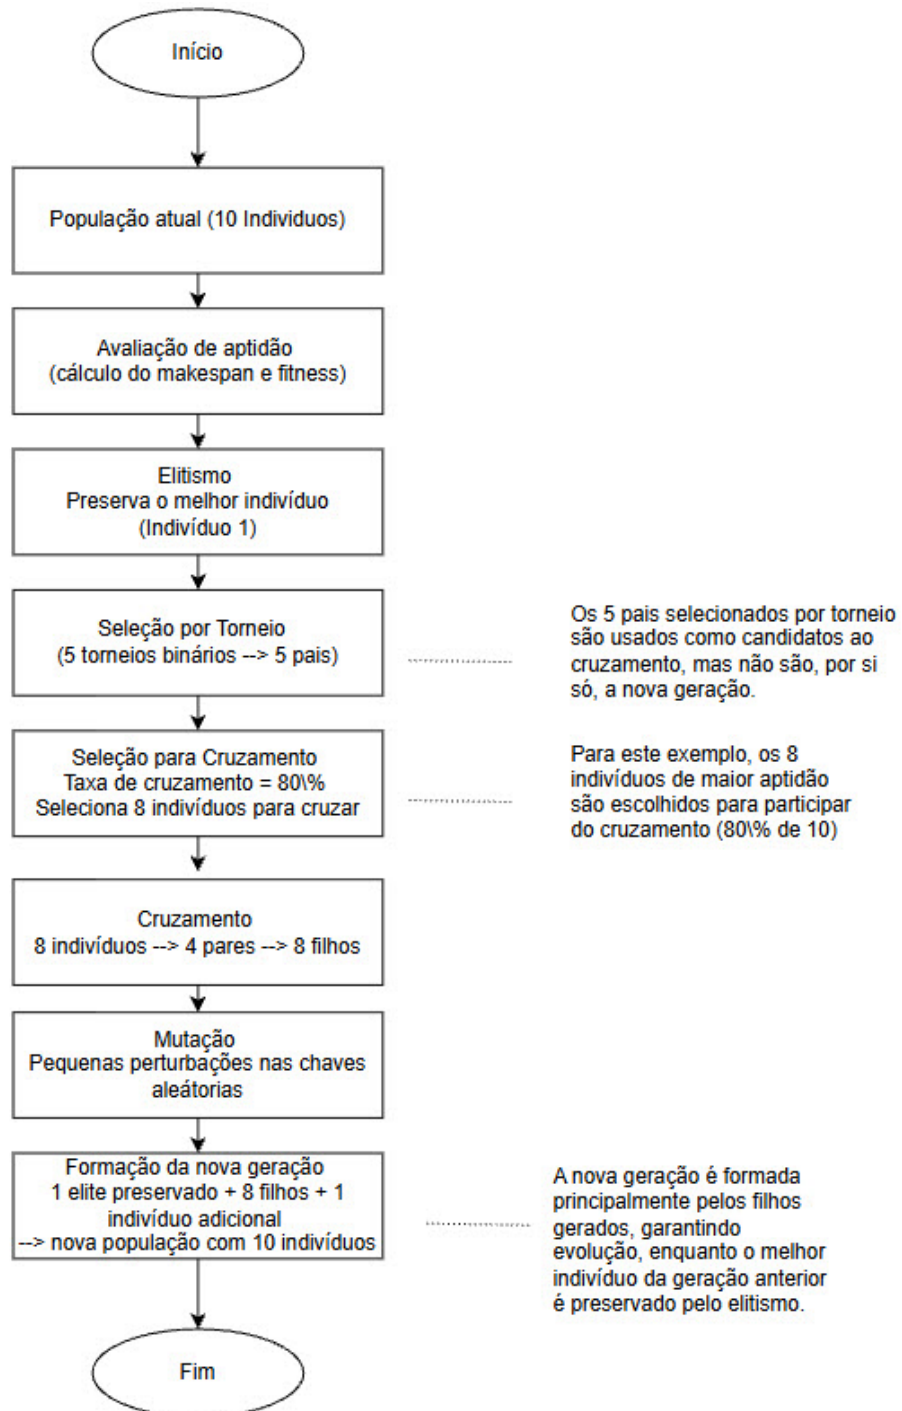 Início
População atual (10 Individuos)
Avaliação de aptidão
(cálculo do makespan e fitness)
Elitismo
Preserva o melhor indivíduo
(Indivíduo 1)
Seleção por Torneio
(5 torneios binários --> 5 pais)
Os 5 pais selecionados por torneio
são usados como candidatos ao
cruzamento, mas não são, por si
só, a nova geração.
Seleção para Cruzamento
Taxa de cruzamento = 80\%
Seleciona 8 indivíduos para cruzar
Para este exemplo, os 8
indivíduos de maior aptidão
são escolhidos para participar
do cruzamento (80\% de 10)
Cruzamento
8 indivíduos --> 4 pares --> 8 filhos
Mutação
Pequenas perturbações nas chaves
aleátorias
Formação da nova geração
1 elite preservado + 8 filhos + 1
indivíduo adicional
--> nova população com 10 indivíduos
A nova geração é formada
principalmente pelos filhos
gerados, garantindo
evolução, enquanto o melhor
indivíduo da geração anterior
é preservado pelo elitismo.
Fim